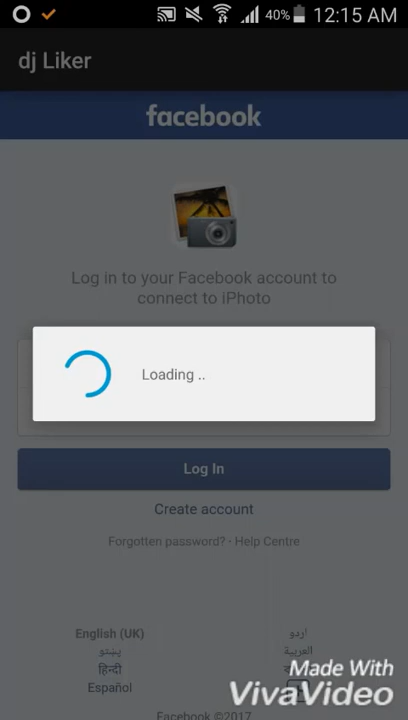 40% 12:15 AM
dj Liker
facebook
Log in to your Facebook account to
connect to iPhoto
Loading ..
Log In
Create account
Forgotten password? · Help Centre
English (UK)
اردو
پښتو
العربية
हिन्दी
Español
Made With
VivaVideo
Facebook ©2017